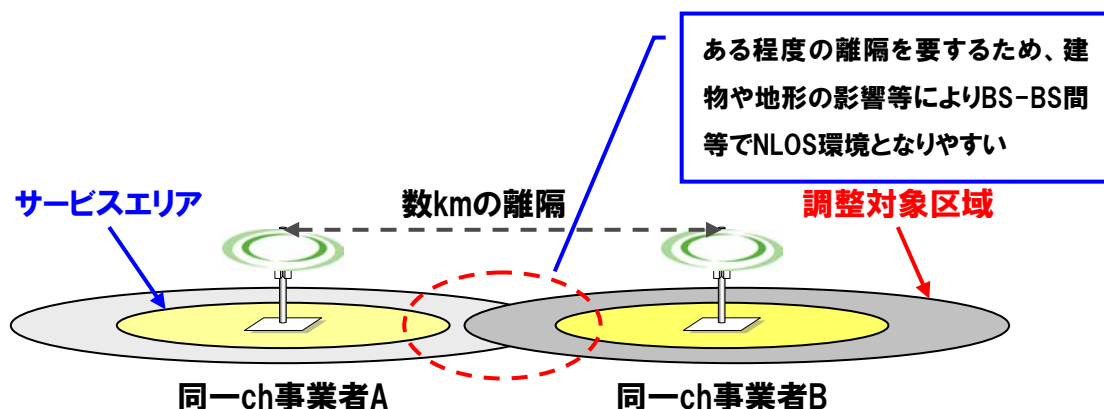 ある程度の離隔を要するため、建
物や地形の影響等によりBS-BS間
等でNLOS環境となりやすい
サービスエリア
数kmの離隔
調整対象区域
同一ch事業者A
同一ch事業者B